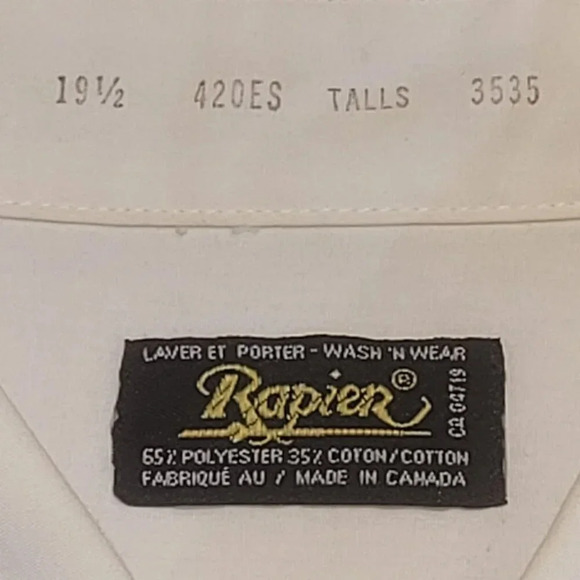 19½ 420ES TALLS 3535
LAVER ET PORTER - WASH 'N WEAR
Rapier®
CA 04719
65% POLYESTER 35% COTON/COTTON
FABRIQUÉ AU / MADE IN CANADA